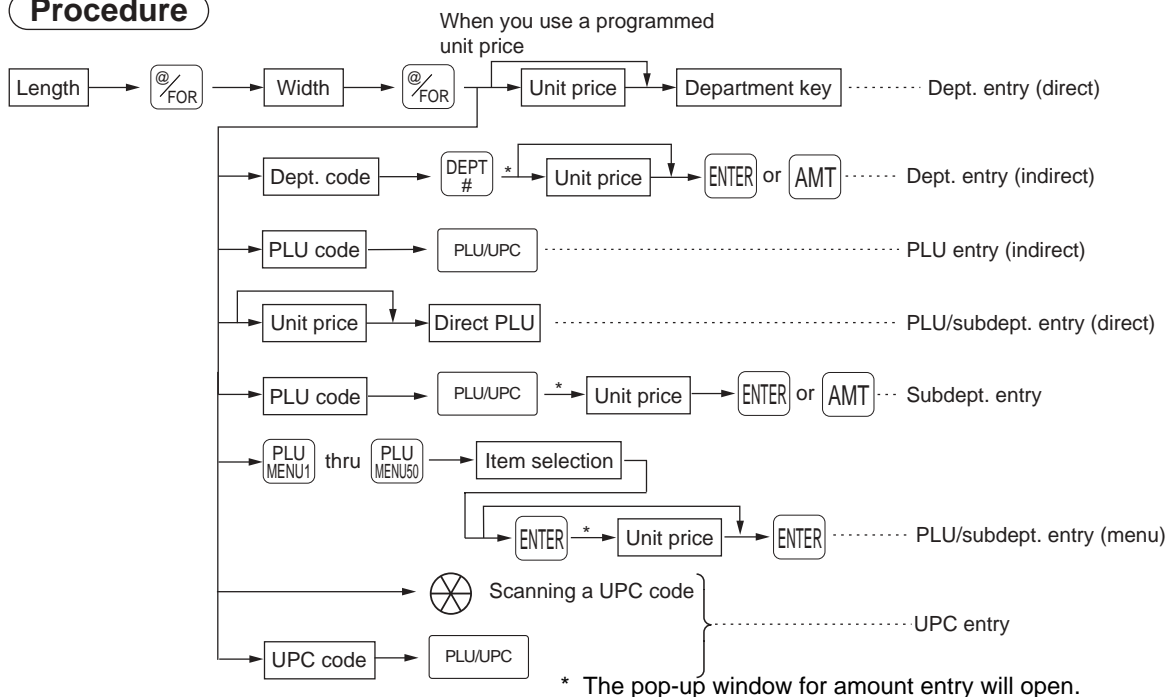 Procedure
When you use a programmed
unit price
Length @/FOR Width @/FOR Unit price Department key Dept. entry (direct)
Dept. code DEPT # * Unit price ENTER or AMT Dept. entry (indirect)
PLU code PLU/UPC PLU entry (indirect)
Unit price Direct PLU PLU/subdept. entry (direct)
PLU code PLU/UPC * Unit price ENTER or AMT Subdept. entry
PLU MENU1 thru PLU MENU50 Item selection
ENTER * Unit price ENTER PLU/subdept. entry (menu)
Scanning a UPC code
UPC entry
UPC code PLU/UPC
* The pop-up window for amount entry will open.